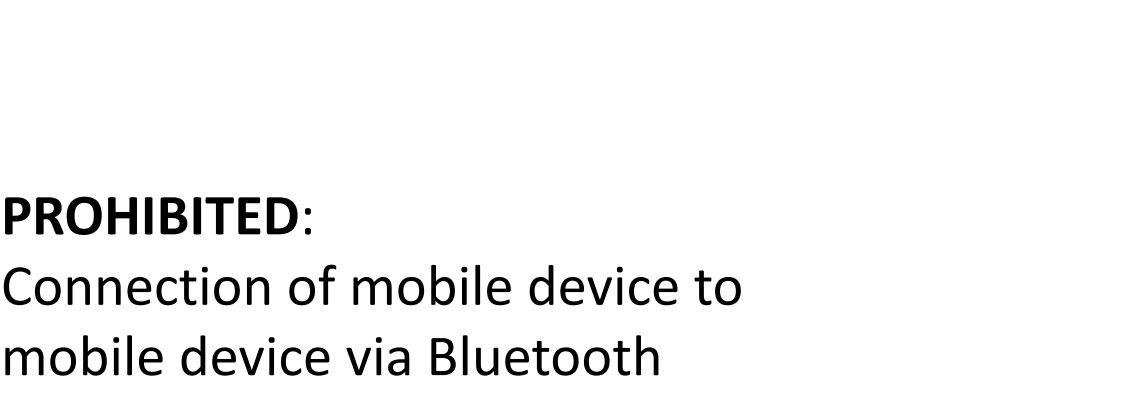 PROHIBITED:
Connection of mobile device to
mobile device via Bluetooth